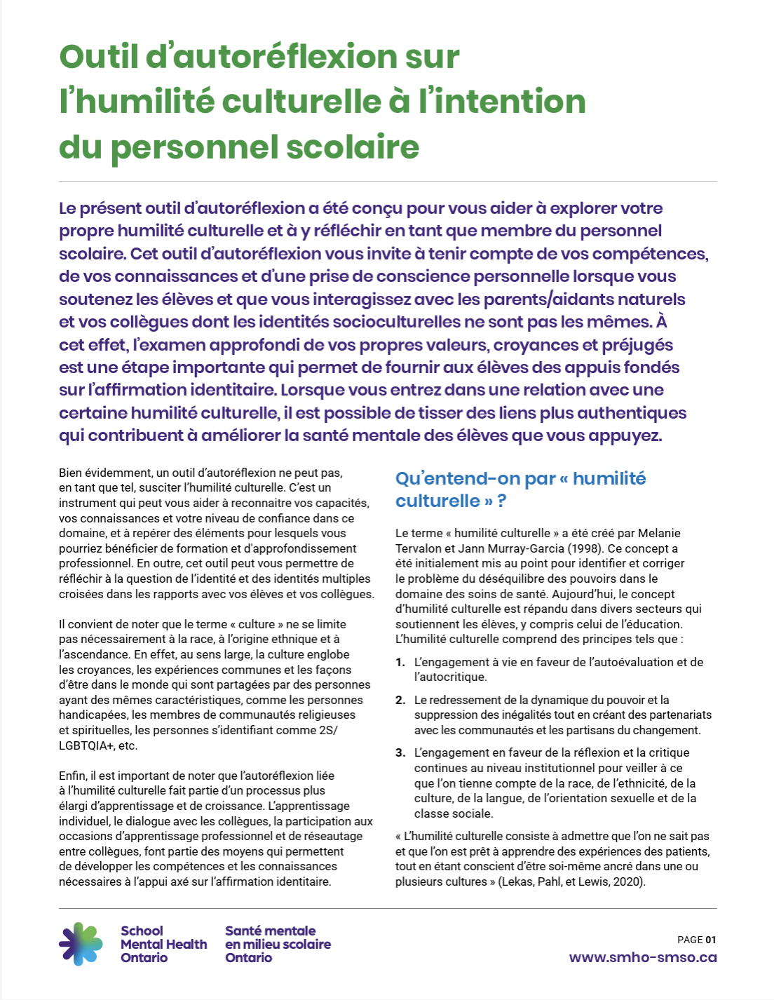 Outil d’autoréflexion sur
l’humilité culturelle à l’intention
du personnel scolaire
Le présent outil d’autoréflexion a été conçu pour vous aider à explorer votre
propre humilité culturelle et à y réfléchir en tant que membre du personnel
scolaire. Cet outil d’autoréflexion vous invite à tenir compte de vos compétences,
de vos connaissances et d’une prise de conscience personnelle lorsque vous
soutenez les élèves et que vous interagissez avec les parents/aidants naturels
et vos collègues dont les identités socioculturelles ne sont pas les mêmes. À
cet effet, l’examen approfondi de vos propres valeurs, croyances et préjugés
est une étape importante qui permet de fournir aux élèves des appuis fondés
sur l’affirmation identitaire. Lorsque vous entrez dans une relation avec une
certaine humilité culturelle, il est possible de tisser des liens plus authentiques
qui contribuent à améliorer la santé mentale des élèves que vous appuyez.
Bien évidemment, un outil d’autoréflexion ne peut pas,
en tant que tel, susciter l’humilité culturelle. C’est un
instrument qui peut vous aider à reconnaitre vos capacités,
vos connaissances et votre niveau de confiance dans ce
domaine, et à repérer des éléments pour lesquels vous
pourriez bénéficier de formation et d'approfondissement
professionnel. En outre, cet outil peut vous permettre de
réfléchir à la question de l’identité et des identités multiples
croisées dans les rapports avec vos élèves et vos collègues.
Il convient de noter que le terme « culture » ne se limite
pas nécessairement à la race, à l’origine ethnique et à
l’ascendance. En effet, au sens large, la culture englobe
les croyances, les expériences communes et les façons
d’être dans le monde qui sont partagées par des personnes
ayant des mêmes caractéristiques, comme les personnes
handicapées, les membres de communautés religieuses
et spirituelles, les personnes s’identifiant comme 2S/
LGBTQIA+, etc.
Enfin, il est important de noter que l’autoréflexion liée
à l’humilité culturelle fait partie d’un processus plus
élargi d’apprentissage et de croissance. L’apprentissage
individuel, le dialogue avec les collègues, la participation aux
occasions d’apprentissage professionnel et de réseautage
entre collègues, font partie des moyens qui permettent
de développer les compétences et les connaissances
nécessaires à l’appui axé sur l’affirmation identitaire.
Qu’entend-on par « humilité
culturelle » ?
Le terme « humilité culturelle » a été créé par Melanie
Tervalon et Jann Murray-Garcia (1998). Ce concept a
été initialement mis au point pour identifier et corriger
le problème du déséquilibre des pouvoirs dans le
domaine des soins de santé. Aujourd’hui, le concept
d’humilité culturelle est répandu dans divers secteurs qui
soutiennent les élèves, y compris celui de l’éducation.
L’humilité culturelle comprend des principes tels que :
1. L’engagement à vie en faveur de l’autoévaluation et de
l’autocritique.
2. Le redressement de la dynamique du pouvoir et la
suppression des inégalités tout en créant des partenariats
avec les communautés et les partisans du changement.
3. L’engagement en faveur de la réflexion et la critique
continues au niveau institutionnel pour veiller à ce
que l’on tienne compte de la race, de l’ethnicité, de la
culture, de la langue, de l’orientation sexuelle et de la
classe sociale.
« L’humilité culturelle consiste à admettre que l’on ne sait pas
et que l’on est prêt à apprendre des expériences des patients,
tout en étant conscient d’être soi-même ancré dans une ou
plusieurs cultures » (Lekas, Pahl, et Lewis, 2020).
School
Mental Health
Ontario
Santé mentale
en milieu scolaire
Ontario
PAGE 01
www.smho-smso.ca